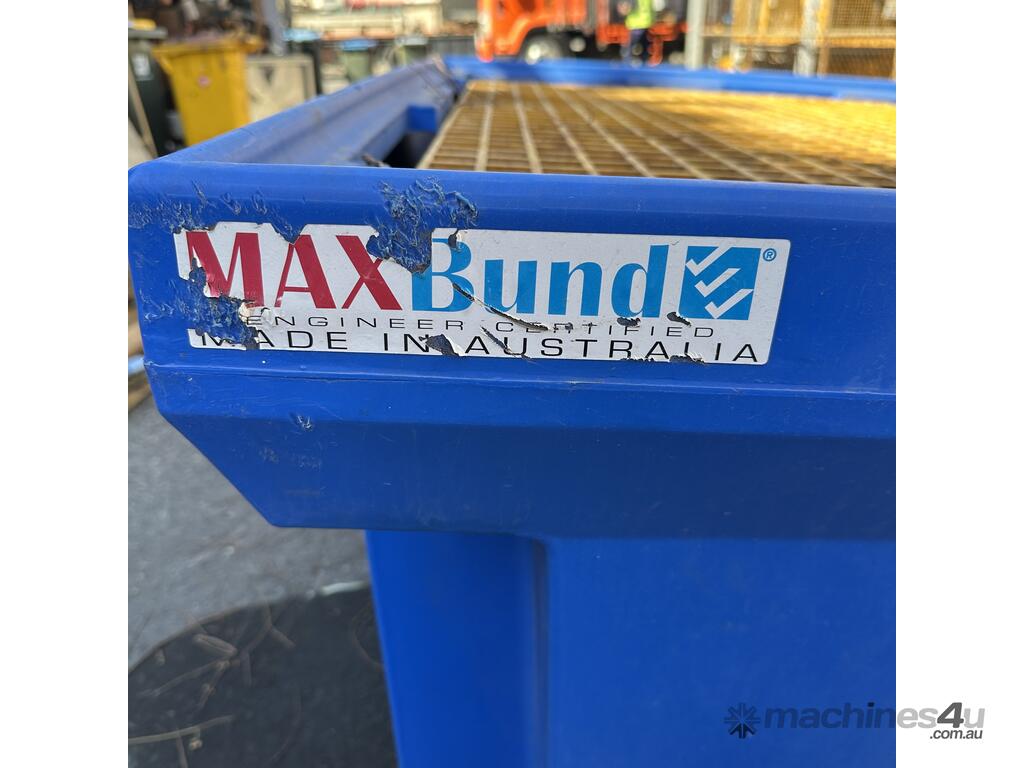 MAXBund®
ENGINEER CERTIFIED
MADE IN AUSTRALIA
machines4u
.com.au